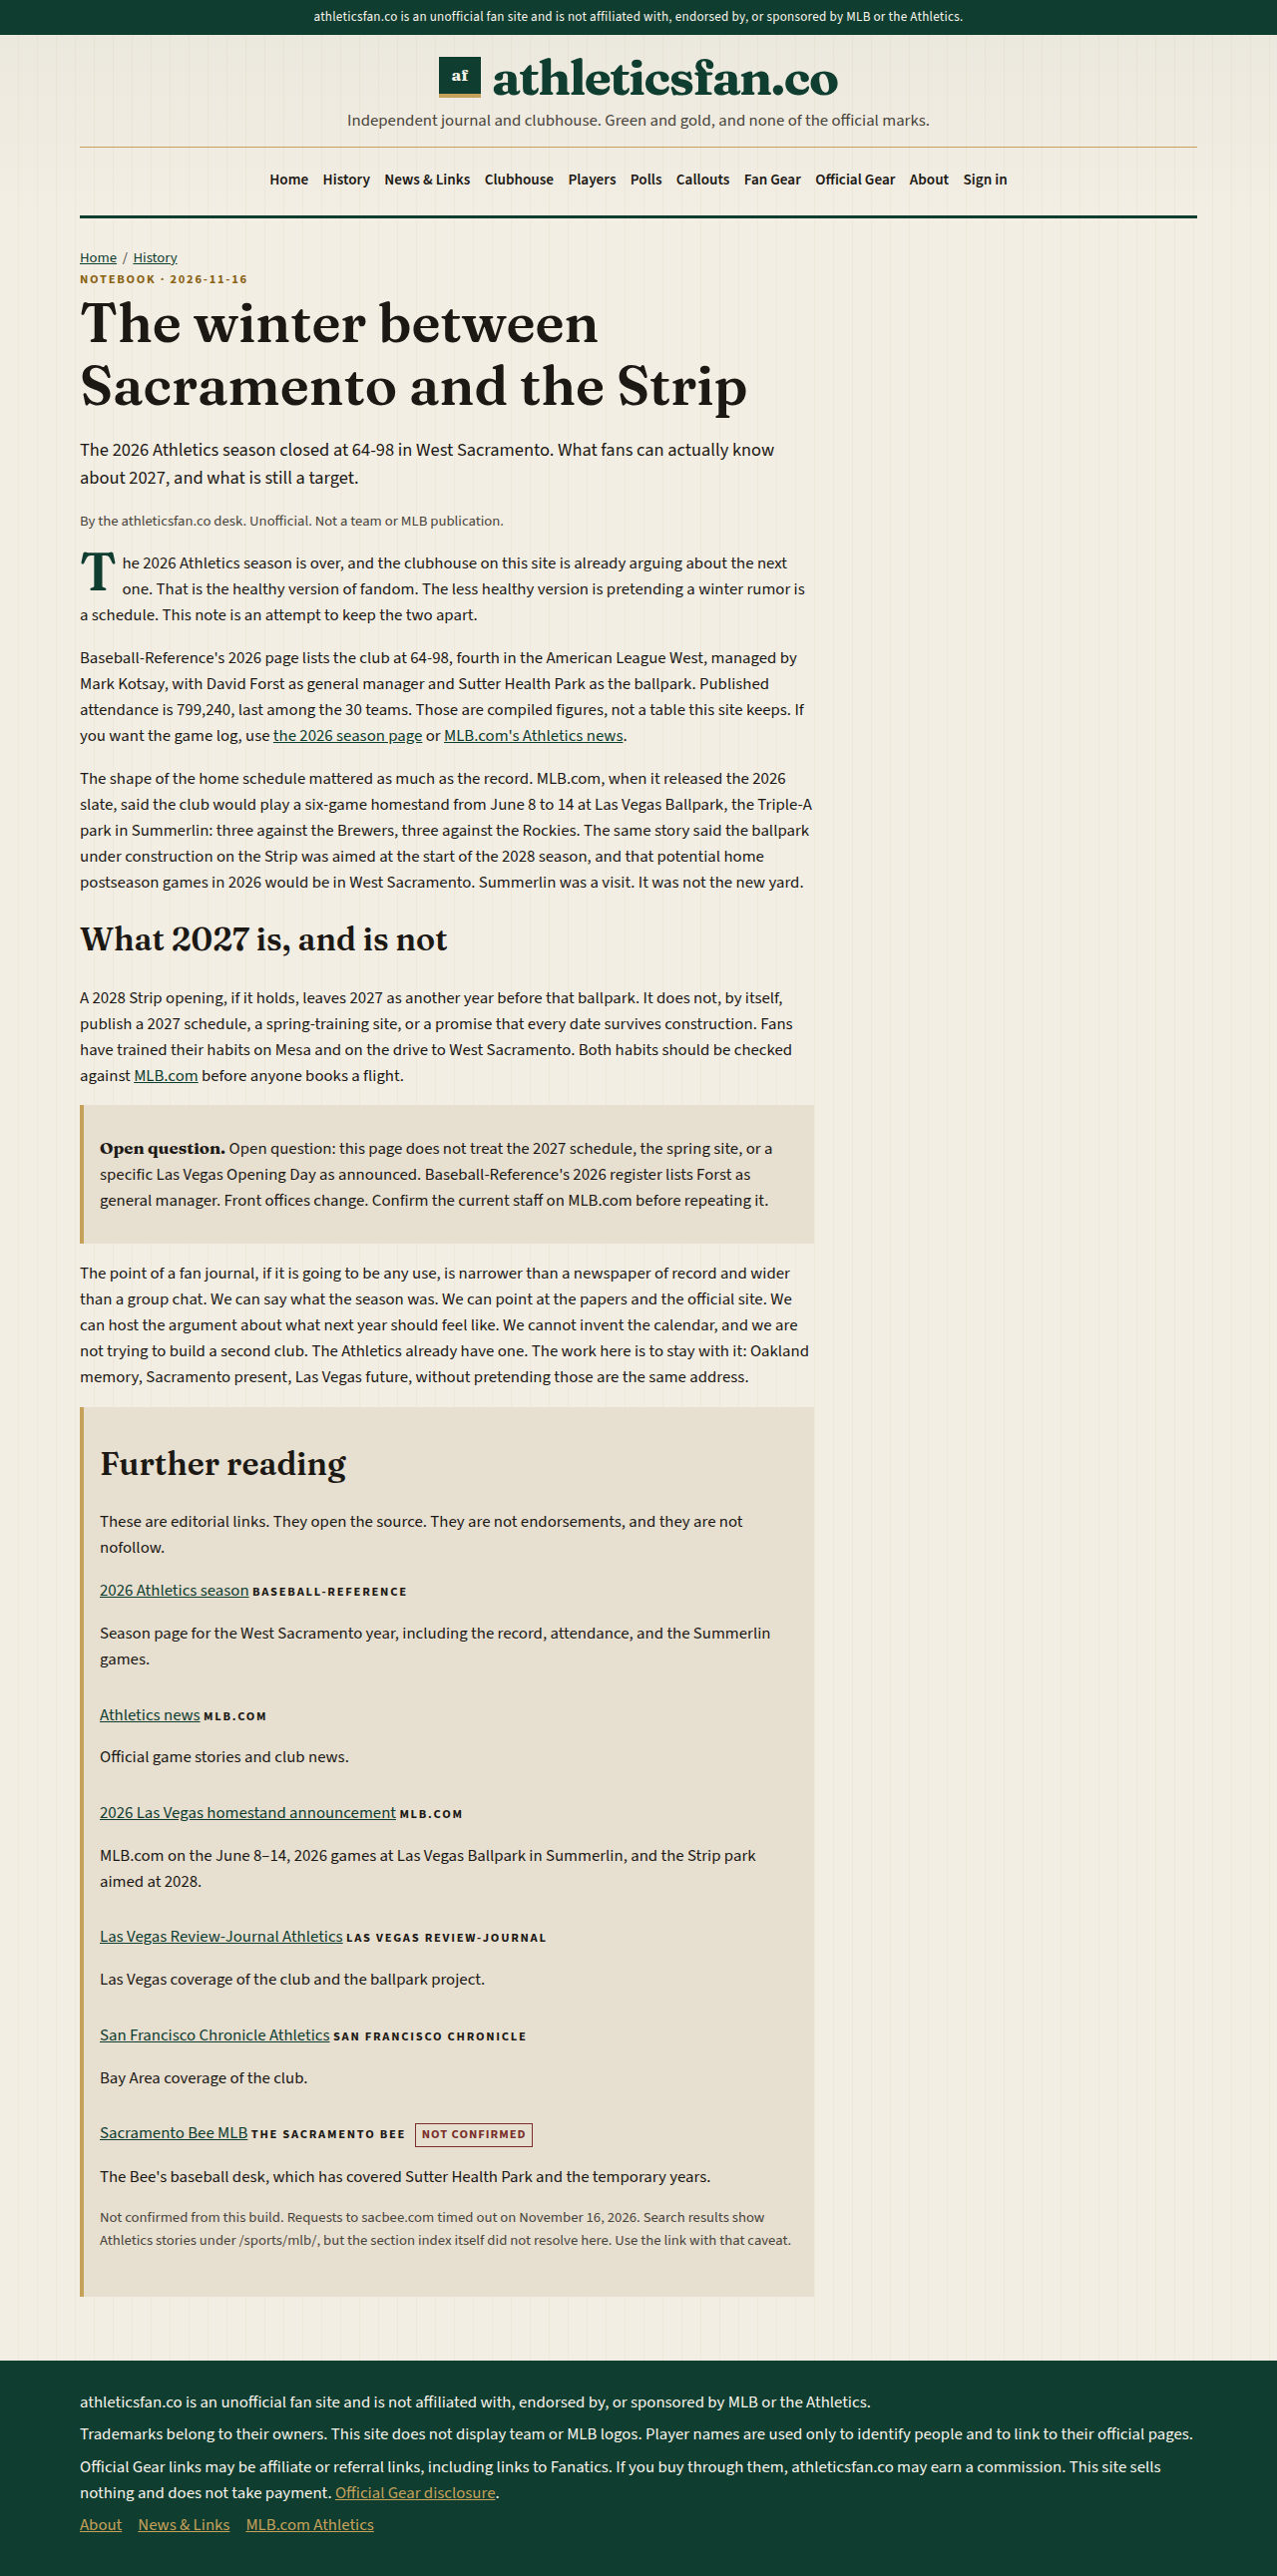 athleticsfan.co is an unofficial fan site and is not affiliated with, endorsed by, or sponsored by MLB or the Athletics.
af athleticsfan.co
Independent journal and clubhouse. Green and gold, and none of the official marks.
Home History News & Links Clubhouse Players Polls Callouts Fan Gear Official Gear About Sign in
Home / History
NOTEBOOK · 2026-11-16
The winter between
Sacramento and the Strip
The 2026 Athletics season closed at 64-98 in West Sacramento. What fans can actually know
about 2027, and what is still a target.
By the athleticsfan.co desk. Unofficial. Not a team or MLB publication.
The 2026 Athletics season is over, and the clubhouse on this site is already arguing about the next
one. That is the healthy version of fandom. The less healthy version is pretending a winter rumor is
a schedule. This note is an attempt to keep the two apart.
Baseball-Reference's 2026 page lists the club at 64-98, fourth in the American League West, managed by
Mark Kotsay, with David Forst as general manager and Sutter Health Park as the ballpark. Published
attendance is 799,240, last among the 30 teams. Those are compiled figures, not a table this site keeps. If
you want the game log, use the 2026 season page or MLB.com's Athletics news.
The shape of the home schedule mattered as much as the record. MLB.com, when it released the 2026
slate, said the club would play a six-game homestand from June 8 to 14 at Las Vegas Ballpark, the Triple-A
park in Summerlin: three against the Brewers, three against the Rockies. The same story said the ballpark
under construction on the Strip was aimed at the start of the 2028 season, and that potential home
postseason games in 2026 would be in West Sacramento. Summerlin was a visit. It was not the new yard.
What 2027 is, and is not
A 2028 Strip opening, if it holds, leaves 2027 as another year before that ballpark. It does not, by itself,
publish a 2027 schedule, a spring-training site, or a promise that every date survives construction. Fans
have trained their habits on Mesa and on the drive to West Sacramento. Both habits should be checked
against MLB.com before anyone books a flight.
Open question. Open question: this page does not treat the 2027 schedule, the spring site, or a
specific Las Vegas Opening Day as announced. Baseball-Reference's 2026 register lists Forst as
general manager. Front offices change. Confirm the current staff on MLB.com before repeating it.
The point of a fan journal, if it is going to be any use, is narrower than a newspaper of record and wider
than a group chat. We can say what the season was. We can point at the papers and the official site. We
can host the argument about what next year should feel like. We cannot invent the calendar, and we are
not trying to build a second club. The Athletics already have one. The work here is to stay with it: Oakland
memory, Sacramento present, Las Vegas future, without pretending those are the same address.
Further reading
These are editorial links. They open the source. They are not endorsements, and they are not
nofollow.
2026 Athletics season BASEBALL-REFERENCE
Season page for the West Sacramento year, including the record, attendance, and the Summerlin
games.
Athletics news MLB.COM
Official game stories and club news.
2026 Las Vegas homestand announcement MLB.COM
MLB.com on the June 8–14, 2026 games at Las Vegas Ballpark in Summerlin, and the Strip park
aimed at 2028.
Las Vegas Review-Journal Athletics LAS VEGAS REVIEW-JOURNAL
Las Vegas coverage of the club and the ballpark project.
San Francisco Chronicle Athletics SAN FRANCISCO CHRONICLE
Bay Area coverage of the club.
Sacramento Bee MLB THE SACRAMENTO BEE NOT CONFIRMED
The Bee's baseball desk, which has covered Sutter Health Park and the temporary years.
Not confirmed from this build. Requests to sacbee.com timed out on November 16, 2026. Search results show
Athletics stories under /sports/mlb/, but the section index itself did not resolve here. Use the link with that caveat.
athleticsfan.co is an unofficial fan site and is not affiliated with, endorsed by, or sponsored by MLB or the Athletics.
Trademarks belong to their owners. This site does not display team or MLB logos. Player names are used only to identify people and to link to their official pages.
Official Gear links may be affiliate or referral links, including links to Fanatics. If you buy through them, athleticsfan.co may earn a commission. This site sells
nothing and does not take payment. Official Gear disclosure.
About News & Links MLB.com Athletics